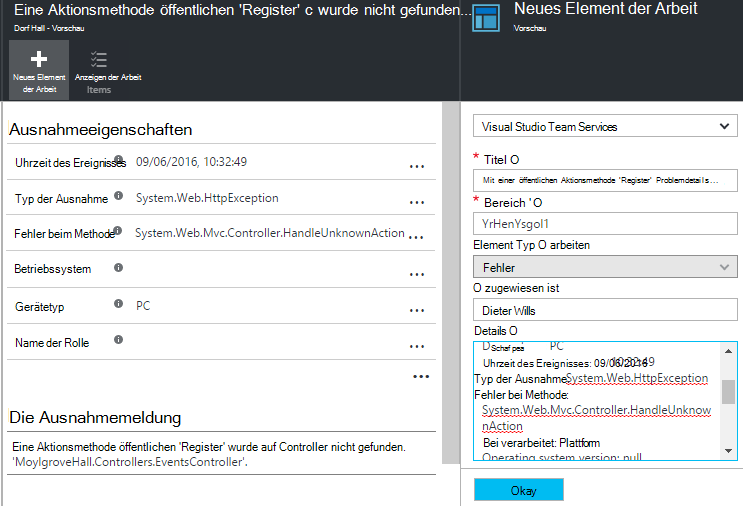 Eine Aktionsmethode öffentlichen 'Register' c wurde nicht gefunden...
Dorf Hall - Vorschau
Neues Element
der Arbeit
Anzeigen der Arbeit
Items
Ausnahmeeigenschaften
Uhrzeit des Ereignisses 09/06/2016, 10:32:49 ...
Typ der Ausnahme System.Web.HttpException ...
Fehler beim Methode System.Web.Mvc.Controller.HandleUnknownAction ...
Betriebssystem ...
Gerätetyp PC ...
Name der Rolle ...
...
Die Ausnahmemeldung
Eine Aktionsmethode öffentlichen 'Register' wurde auf Controller nicht gefunden.
'MoylgroveHall.Controllers.EventsController'.
Neues Element der Arbeit
Vorschau
Visual Studio Team Services
* Titel O
Mit einer öffentlichen Aktionsmethode 'Register' Problemdetails...
* Bereich 'O
YrHenYsgol1
Element Typ O arbeiten
Fehler
O zugewiesen ist
Dieter Wills
Details O
PC
Uhrzeit des Ereignisses: 09/06/2016 10:32:49
Typ der Ausnahme: System.Web.HttpException
Fehler bei Methode:
System.Web.Mvc.Controller.HandleUnknow
nAction
Bei verarbeitet: Plattform
Operating system version: null
Okay